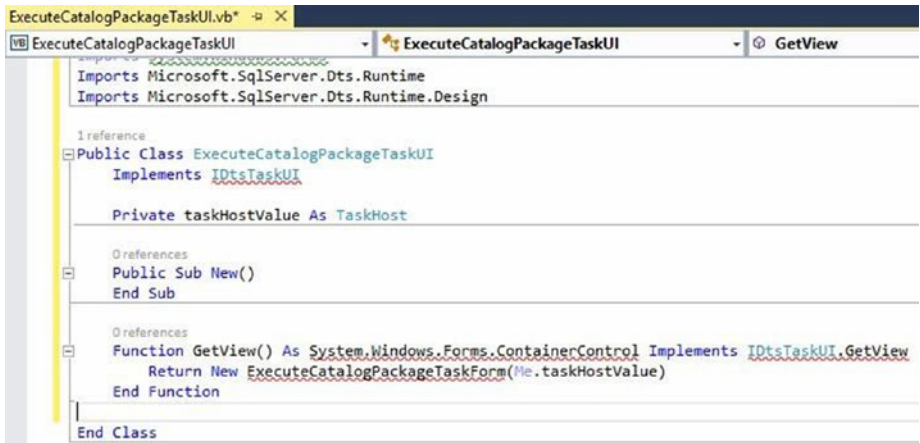 ExecuteCatalogPackageTaskUI.vb*
VB ExecuteCatalogPackageTaskUI ExecuteCatalogPackageTaskUI GetView
Imports Microsoft.SqlServer.Dts.Runtime
Imports Microsoft.SqlServer.Dts.Runtime.Design
1 reference
Public Class ExecuteCatalogPackageTaskUI
Implements IDtsTaskUI
Private taskHostValue As TaskHost
0 references
Public Sub New()
End Sub
0 references
Function GetView() As System.Windows.Forms.ContainerControl Implements IDtsTaskUI.GetView
Return New ExecuteCatalogPackageTaskForm(Me.taskHostValue)
End Function
End Class